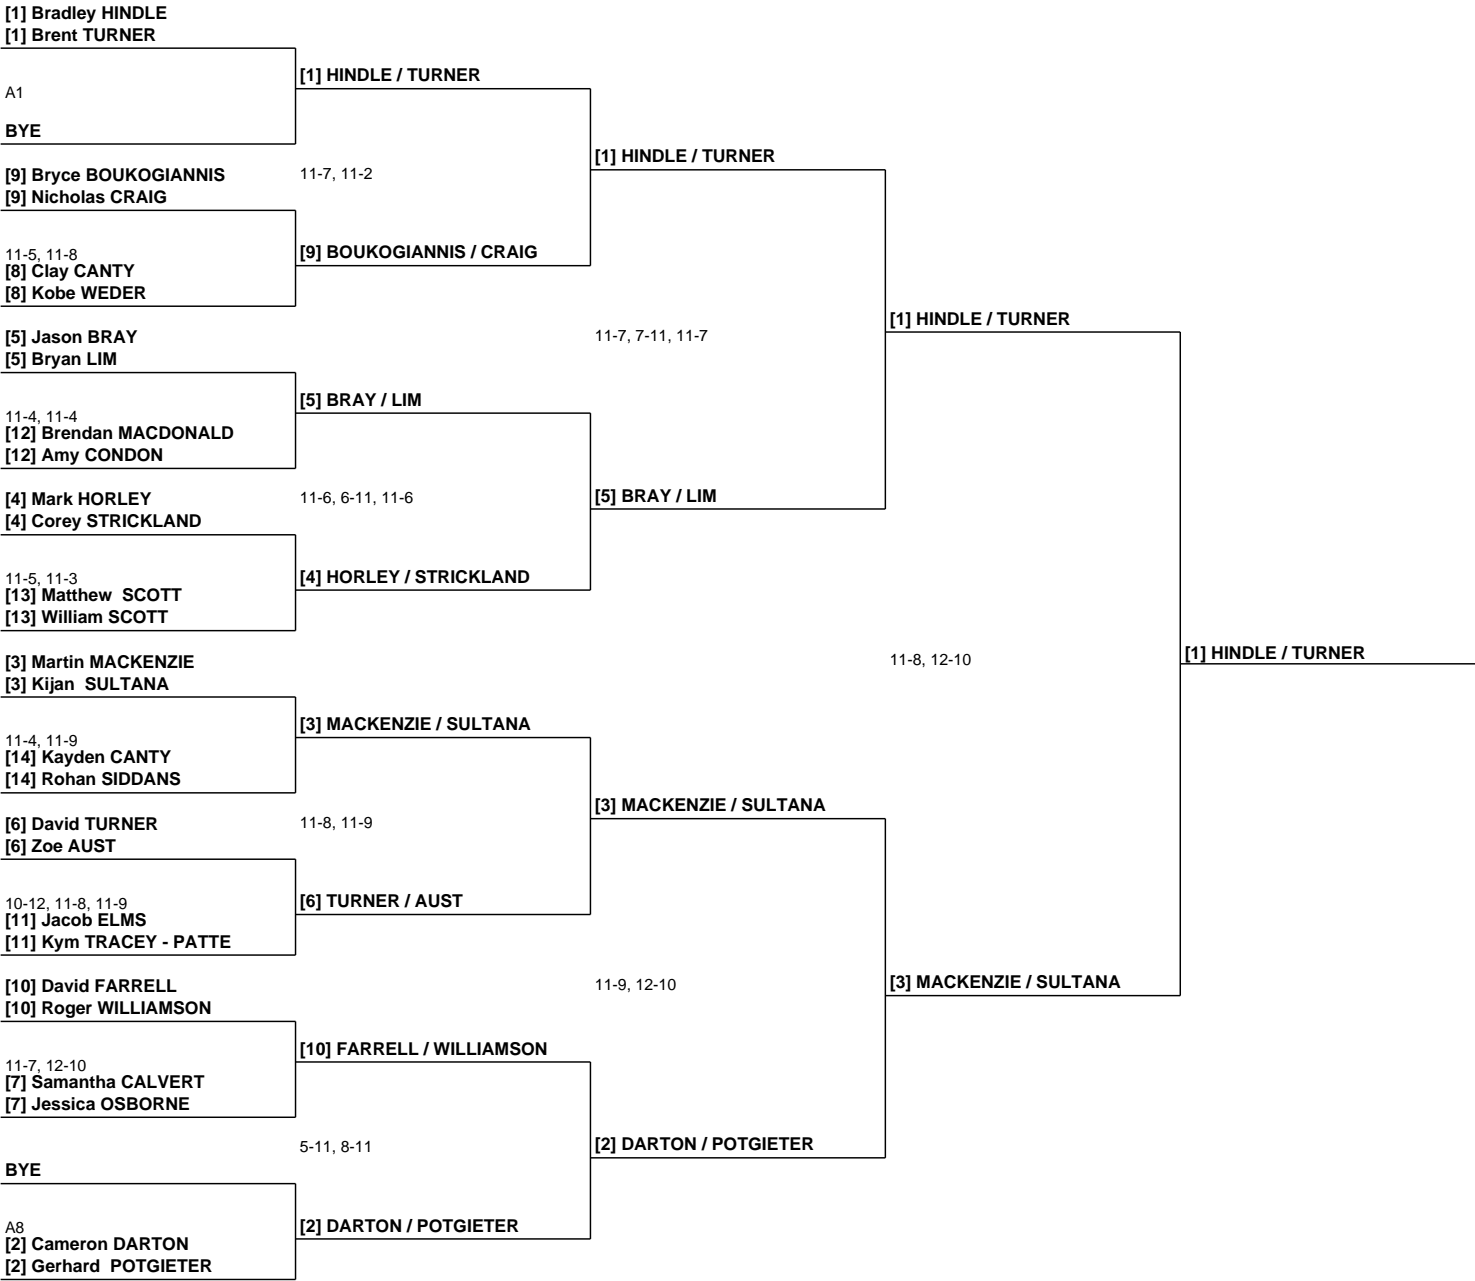 [1] Bradley HINDLE
[1] Brent TURNER
[1] HINDLE / TURNER
A1
BYE
[1] HINDLE / TURNER
[9] Bryce BOUKOGIANNIS
11-7, 11-2
[9] Nicholas CRAIG
11-5, 11-8
[9] BOUKOGIANNIS / CRAIG
[8] Clay CANTY
[8] Kobe WEDER
[1] HINDLE / TURNER
[5] Jason BRAY
11-7, 7-11, 11-7
[5] Bryan LIM
[5] BRAY / LIM
11-4, 11-4
[12] Brendan MACDONALD
[12] Amy CONDON
[4] Mark HORLEY
11-6, 6-11, 11-6
[5] BRAY / LIM
[4] Corey STRICKLAND
11-5, 11-3
[4] HORLEY / STRICKLAND
[13] Matthew  SCOTT
[13] William SCOTT
[3] Martin MACKENZIE
11-8, 12-10
[1] HINDLE / TURNER
[3] Kijan  SULTANA
[3] MACKENZIE / SULTANA
11-4, 11-9
[14] Kayden CANTY
[14] Rohan SIDDANS
[3] MACKENZIE / SULTANA
[6] David TURNER
11-8, 11-9
[6] Zoe AUST
10-12, 11-8, 11-9
[6] TURNER / AUST
[11] Jacob ELMS
[11] Kym TRACEY - PATTE
[10] David FARRELL
11-9, 12-10
[3] MACKENZIE / SULTANA
[10] Roger WILLIAMSON
[10] FARRELL / WILLIAMSON
11-7, 12-10
[7] Samantha CALVERT
[7] Jessica OSBORNE
5-11, 8-11
[2] DARTON / POTGIETER
BYE
A8
[2] DARTON / POTGIETER
[2] Cameron DARTON
[2] Gerhard  POTGIETER